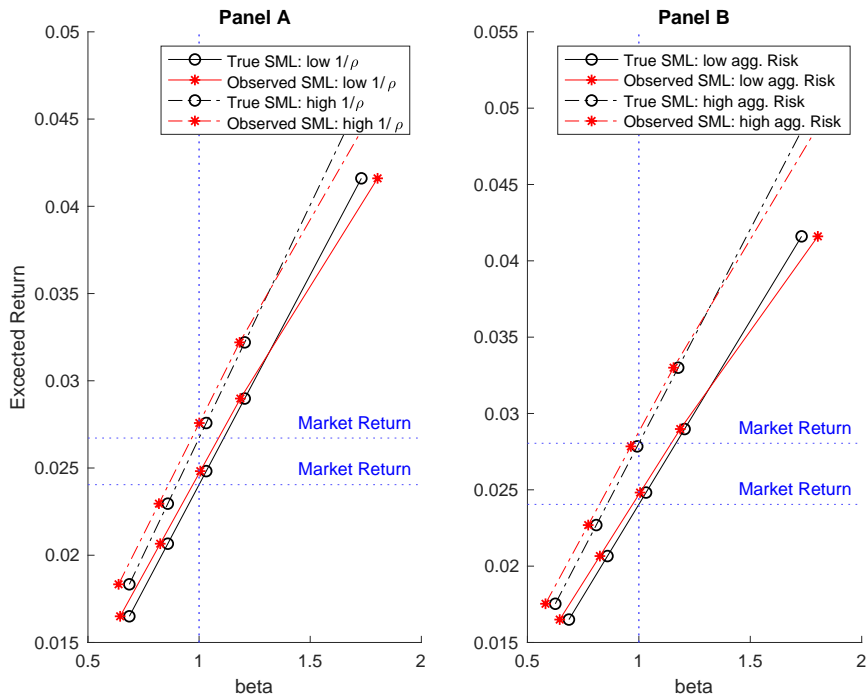 Panel A
0.05
0.045
0.04
0.035
0.03
0.025
0.02
0.015
Excected Return
True SML: low 1/ρ
Observed SML: low 1/ρ
True SML: high 1/ρ
Observed SML: high 1/ρ
Market Return
Market Return
0.5 1 1.5 2
beta
Panel B
0.055
0.05
0.045
0.04
0.035
0.03
0.025
0.02
0.015
True SML: low agg. Risk
Observed SML: low agg. Risk
True SML: high agg. Risk
Observed SML: high agg. Risk
Market Return
Market Return
0.5 1 1.5 2
beta